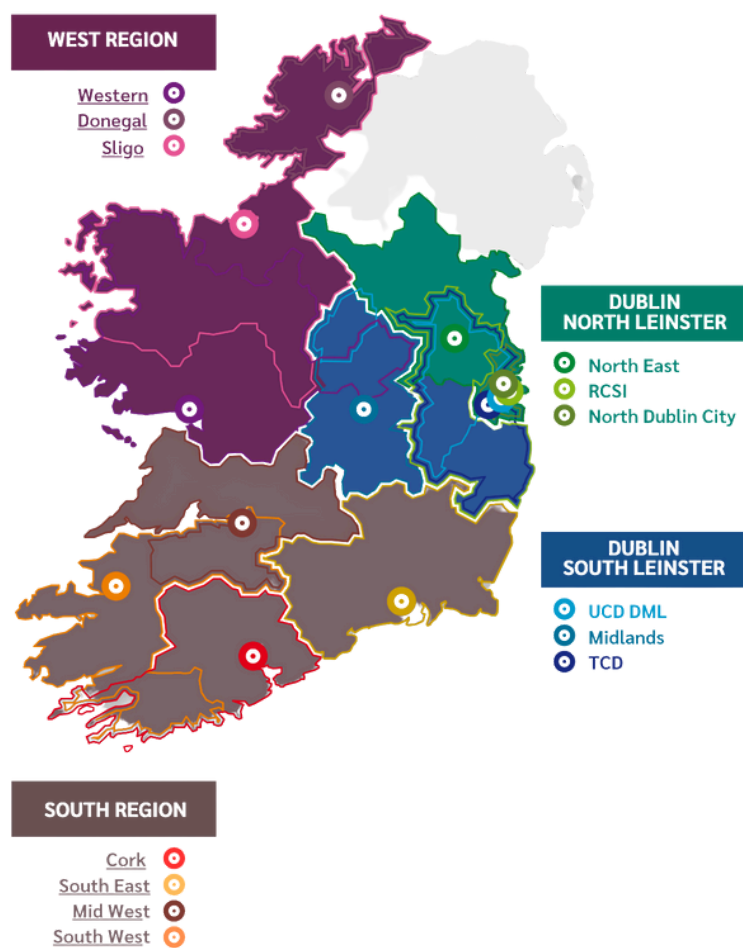 WEST REGION
Western
Donegal
Sligo
DUBLIN
NORTH LEINSTER
North East
RCSI
North Dublin City
DUBLIN
SOUTH LEINSTER
UCD DML
Midlands
TCD
SOUTH REGION
Cork
South East
Mid West
South West